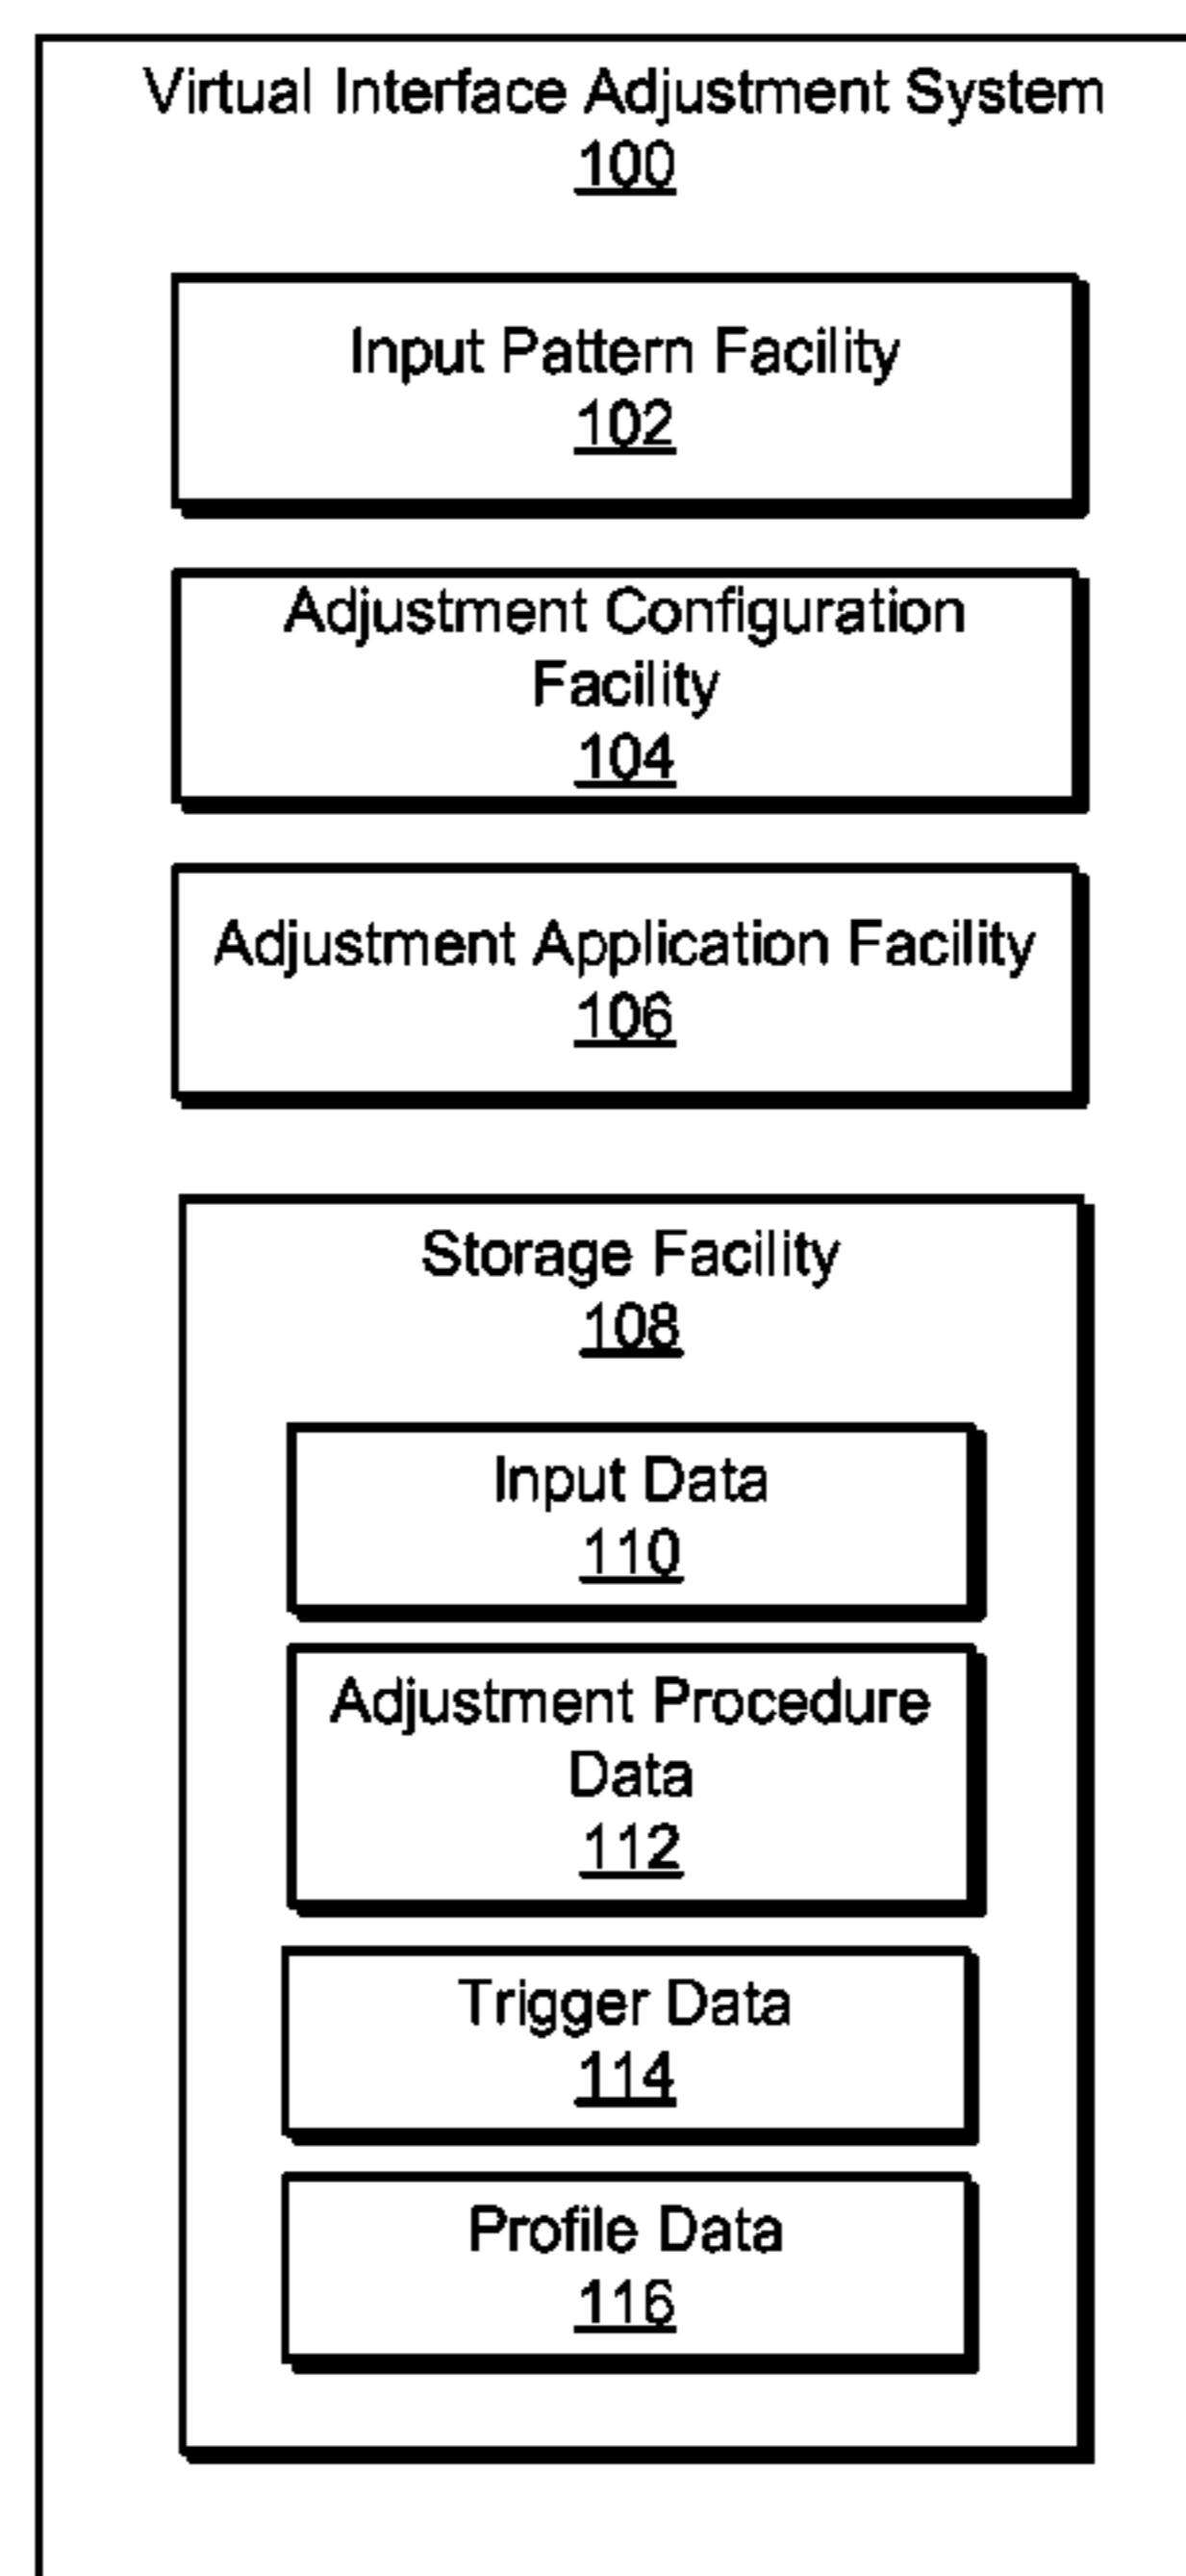 Virtual Interface Adjustment System
100
Input Pattern Facility
102
Adjustment Configuration
Facility
104
Adjustment Application Facility
106
Storage Facility
108
Input Data
110
Adjustment Procedure
Data
112
Trigger Data
114
Profile Data
116